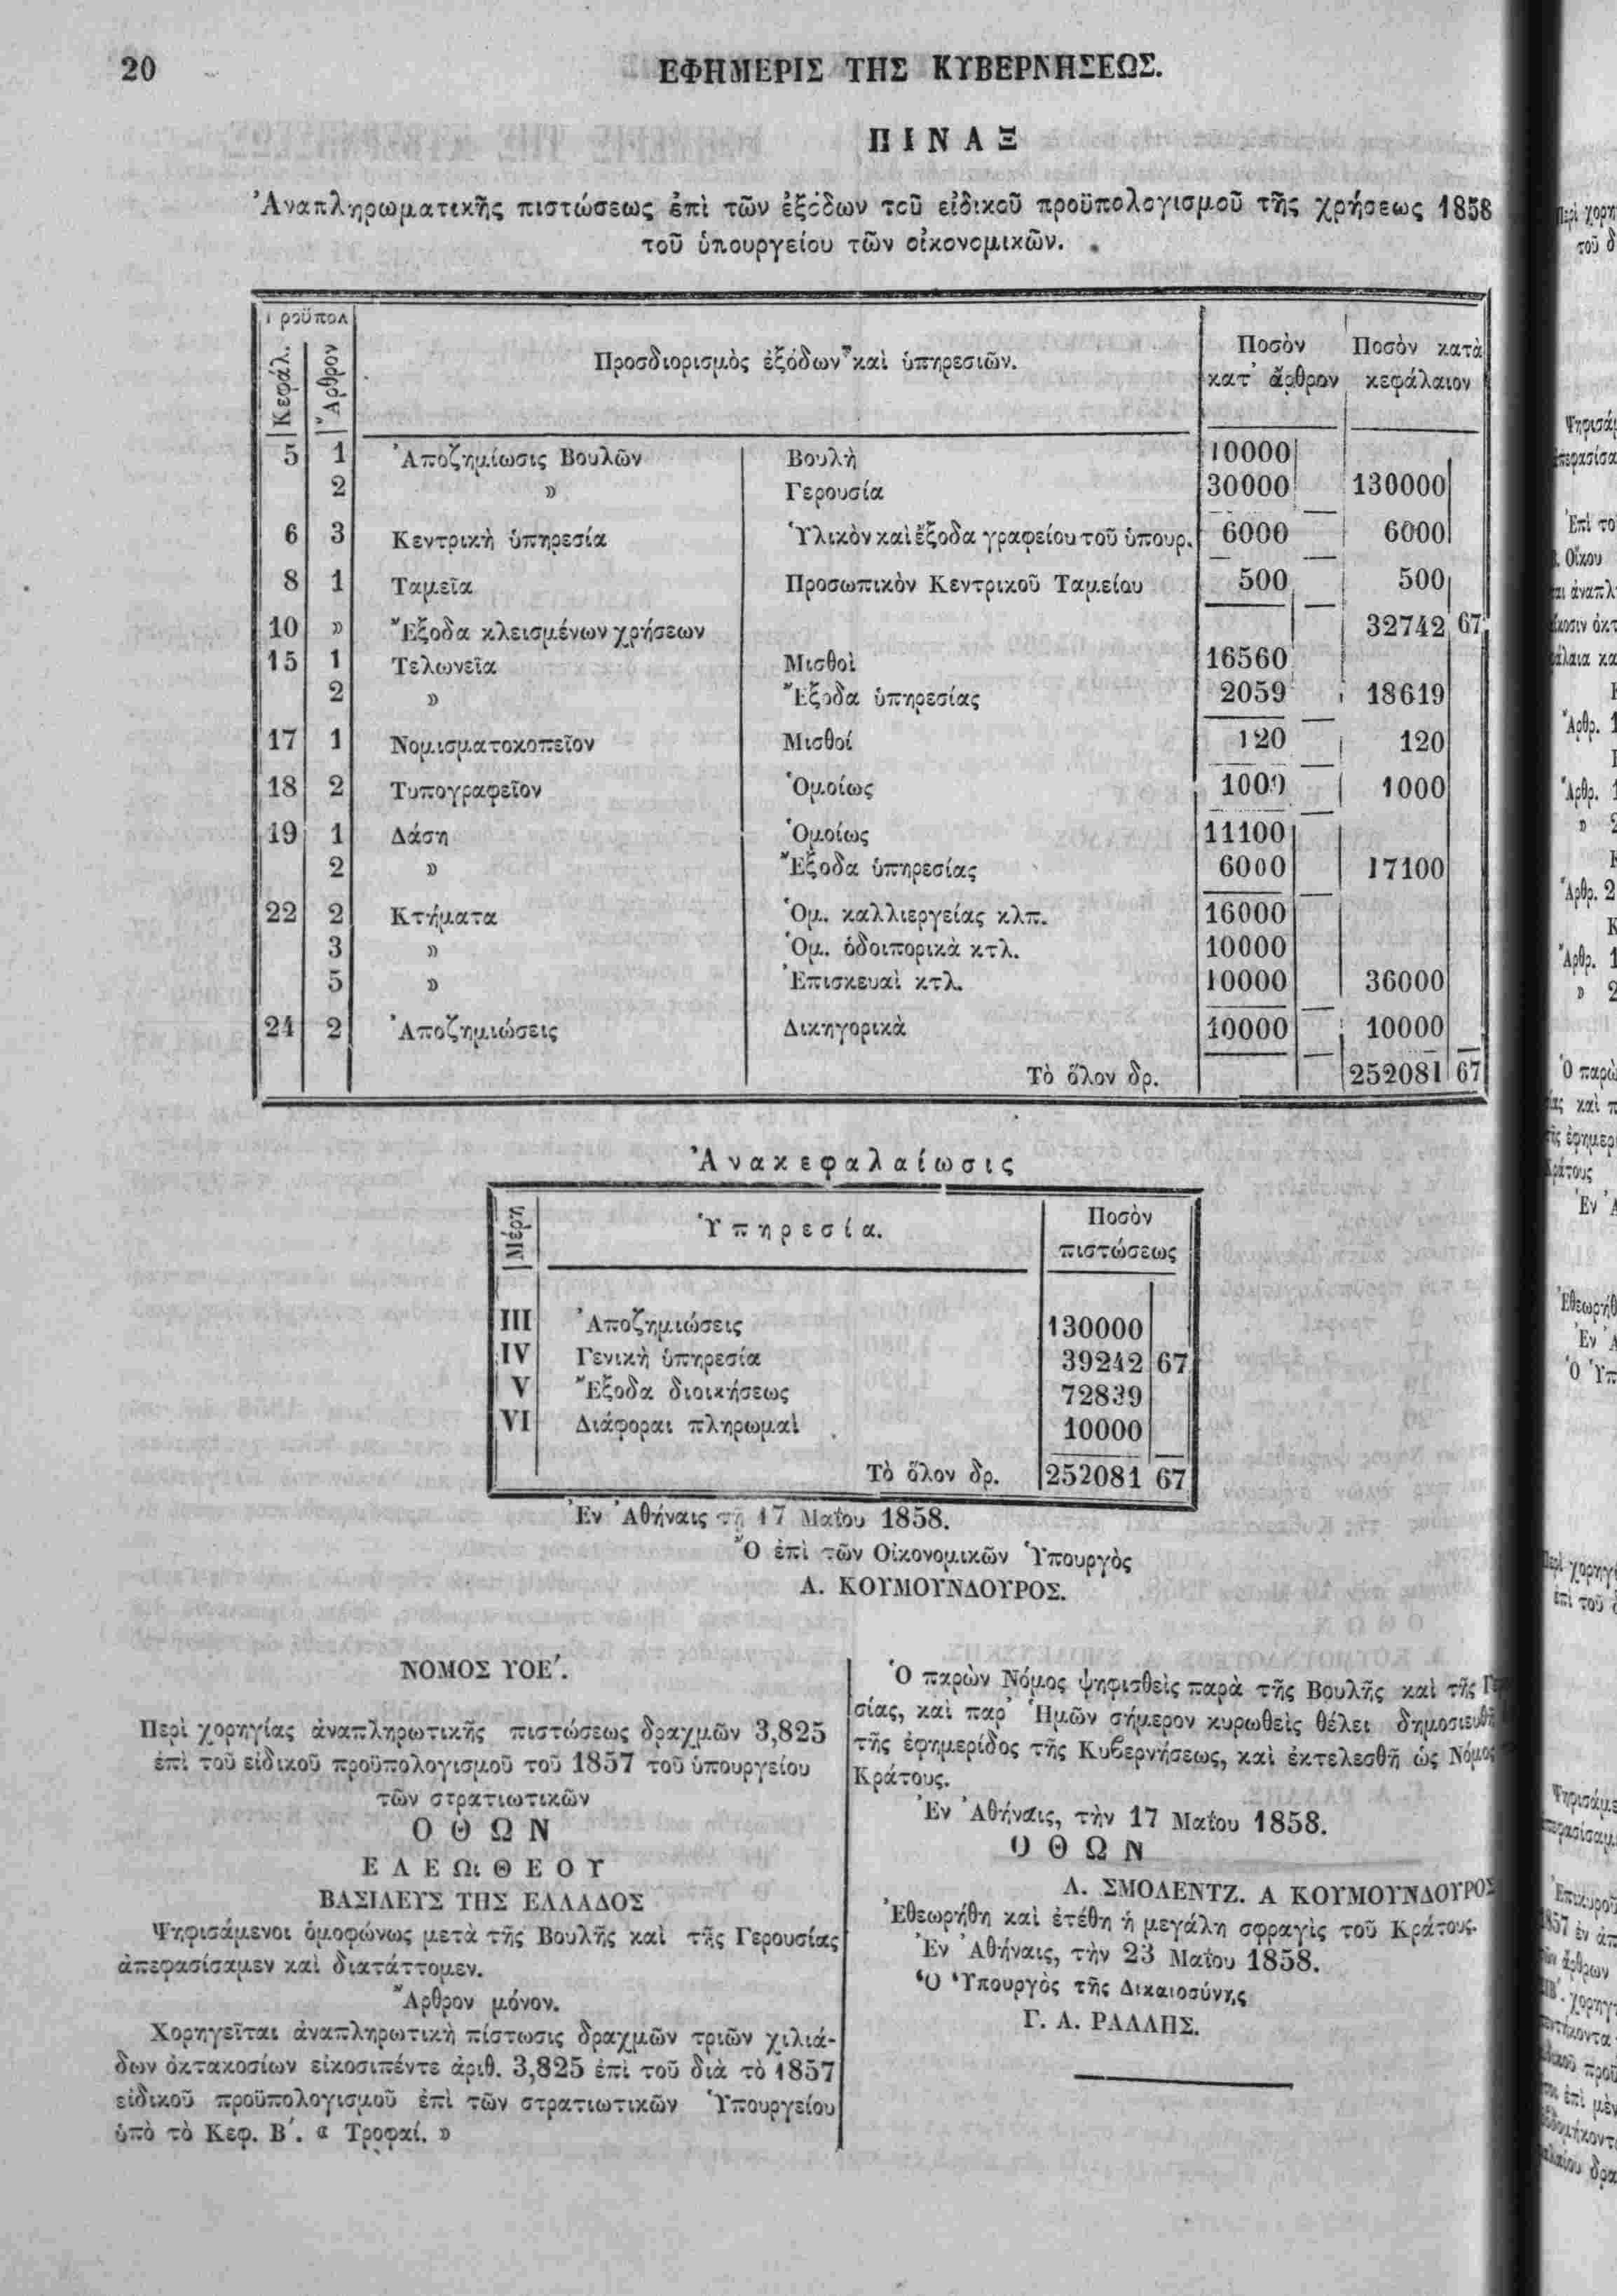 20 ΕΦΗΜΕΡΙΣ ΤΗΣ ΚΥΒΕΡΝΗΣΕΩΣ.
ΠΙΝΑΞ
Ἀναπληρωματικῆς πιστώσεως ἐπὶ τῶν ἐξόδων τοῦ εἰδικοῦ προϋπολογισμοῦ τῆς χρήσεως 1858
τοῦ ὑπουργείου τῶν οἰκονομικῶν.
ροϋπολ
Κεφάλ. Ἄρθρον Προσδιορισμὸς ἐξόδων καὶ ὑπηρεσιῶν. Ποσὸν κατ' ἄρθρον Ποσὸν κατὰ κεφάλαιον
5 1 Ἀποζημίωσις Βουλῶν Βουλὴ 10000
2 » Γερουσία 30000 130000
6 3 Κεντρικὴ ὑπηρεσία Ὑλικὸν καὶ ἔξοδα γραφείου τοῦ ὑπουρ. 6000 6000
8 1 Ταμεῖα Προσωπικὸν Κεντρικοῦ Ταμείου 500 500
10 » Ἔξοδα κλεισμένων χρήσεων 32742 67
15 1 Τελωνεῖα Μισθοὶ 16560
2 » Ἔξοδα ὑπηρεσίας 2059 18619
17 1 Νομισματοκοπεῖον Μισθοί 120 120
18 2 Τυπογραφεῖον Ὁμοίως 1000 1000
19 1 Δάση Ὁμοίως 11100
2 » Ἔξοδα ὑπηρεσίας 6000 17100
22 2 Κτήματα Ὁμ. καλλιεργείας κλπ. 16000
3 » Ὁμ. ὁδοιπορικὰ κτλ. 10000
5 » Ἐπισκευαὶ κτλ. 10000 36000
24 2 Ἀποζημιώσεις Δικηγορικὰ 10000 10000
Τὸ ὅλον δρ. 252081 67
Ἀνακεφαλαίωσις
Μέρη Ὑπηρεσία. Ποσὸν πιστώσεως
III Ἀποζημιώσεις 130000
IV Γενικὴ ὑπηρεσία 39242 67
V Ἔξοδα διοικήσεως 72839
VI Διάφοραι πληρωμαὶ 10000
Τὸ ὅλον δρ. 252081 67
Ἐν Ἀθήναις τῇ 17 Μαΐου 1858.
Ὁ ἐπὶ τῶν Οἰκονομικῶν Ὑπουργὸς
Α. ΚΟΥΜΟΥΝΔΟΥΡΟΣ.
ΝΟΜΟΣ ΥΟΕ'.
Περὶ χορηγίας ἀναπληρωτικῆς πιστώσεως δραχμῶν 3,825
ἐπὶ τοῦ εἰδικοῦ προϋπολογισμοῦ τοῦ 1857 τοῦ ὑπουργείου
τῶν στρατιωτικῶν
ΟΘΩΝ
ΕΛΕΩι ΘΕΟΥ
ΒΑΣΙΛΕΥΣ ΤΗΣ ΕΛΛΑΔΟΣ
Ψηφισάμενοι ὁμοφώνως μετὰ τῆς Βουλῆς καὶ τῆς Γερουσίας
ἀπεφασίσαμεν καὶ διατάττομεν.
Ἄρθρον μόνον.
Χορηγεῖται ἀναπληρωτικὴ πίστωσις δραχμῶν τριῶν χιλιά-
δων ὀκτακοσίων εἰκοσιπέντε ἀριθ. 3,825 ἐπὶ τοῦ διὰ τὸ 1857
εἰδικοῦ προϋπολογισμοῦ ἐπὶ τῶν στρατιωτικῶν Ὑπουργείου
ὑπὸ τὸ Κεφ. Β'. « Τροφαί. »
Ὁ παρὼν Νόμος ψηφισθεὶς παρὰ τῆς Βουλῆς καὶ τῆς
σίας, καὶ παρ' Ἡμῶν σήμερον κυρωθεὶς θέλει δημοσιευθῆ
τῆς ἐφημερίδος τῆς Κυβερνήσεως, καὶ ἐκτελεσθῆ ὡς Νόμος
Κράτους.
Ἐν Ἀθήναις, τὴν 17 Μαΐου 1858.
ΟΘΩΝ
Λ. ΣΜΟΛΕΝΤΖ. Α ΚΟΥΜΟΥΝΔΟΥΡΟΣ
Ἐθεωρήθη καὶ ἐτέθη ἡ μεγάλη σφραγὶς τοῦ Κράτους.
Ἐν Ἀθήναις, τὴν 23 Μαΐου 1858.
Ὁ Ὑπουργὸς τῆς Δικαιοσύνης
Γ. Α. ΡΑΛΛΗΣ.